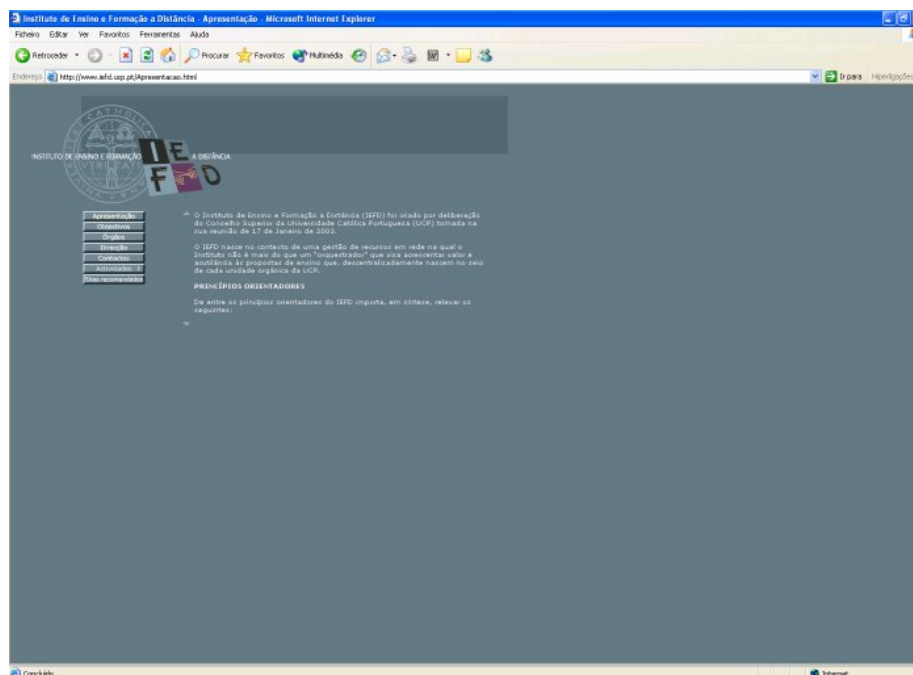 Instituto de Ensino e Formação a Distância - Apresentação - Microsoft Internet Explorer
Ficheiro Editar Ver Favoritos Ferramentas Ajuda
Retroceder Procurar Favoritos Multimédia
Endereço http://www.iefd.ucp.pt/Apresentacao.html Ir para Hiperligações
INSTITUTO DE ENSINO E FORMAÇÃO IEFD A DISTÂNCIA
Apresentação
Objectivos
Órgãos
Direcção
Contactos
Actividades
Sites recomendados
O Instituto de Ensino e Formação a Distância (IEFD) foi criado por deliberação
do Conselho Superior da Universidade Católica Portuguesa (UCP) tomada na
sua reunião de 17 de Janeiro de 2003.
O IEFD nasce no contexto de uma gestão de recursos em rede na qual o
Instituto não é mais do que um "orquestrador" que visa acrescentar valor e
acutilância às propostas de ensino que, descentralizadamente nascem no seio
de cada unidade orgânica da UCP.
PRINCÍPIOS ORIENTADORES
De entre os princípios orientadores do IEFD importa, em síntese, relevar os
seguintes:
Concluído Internet